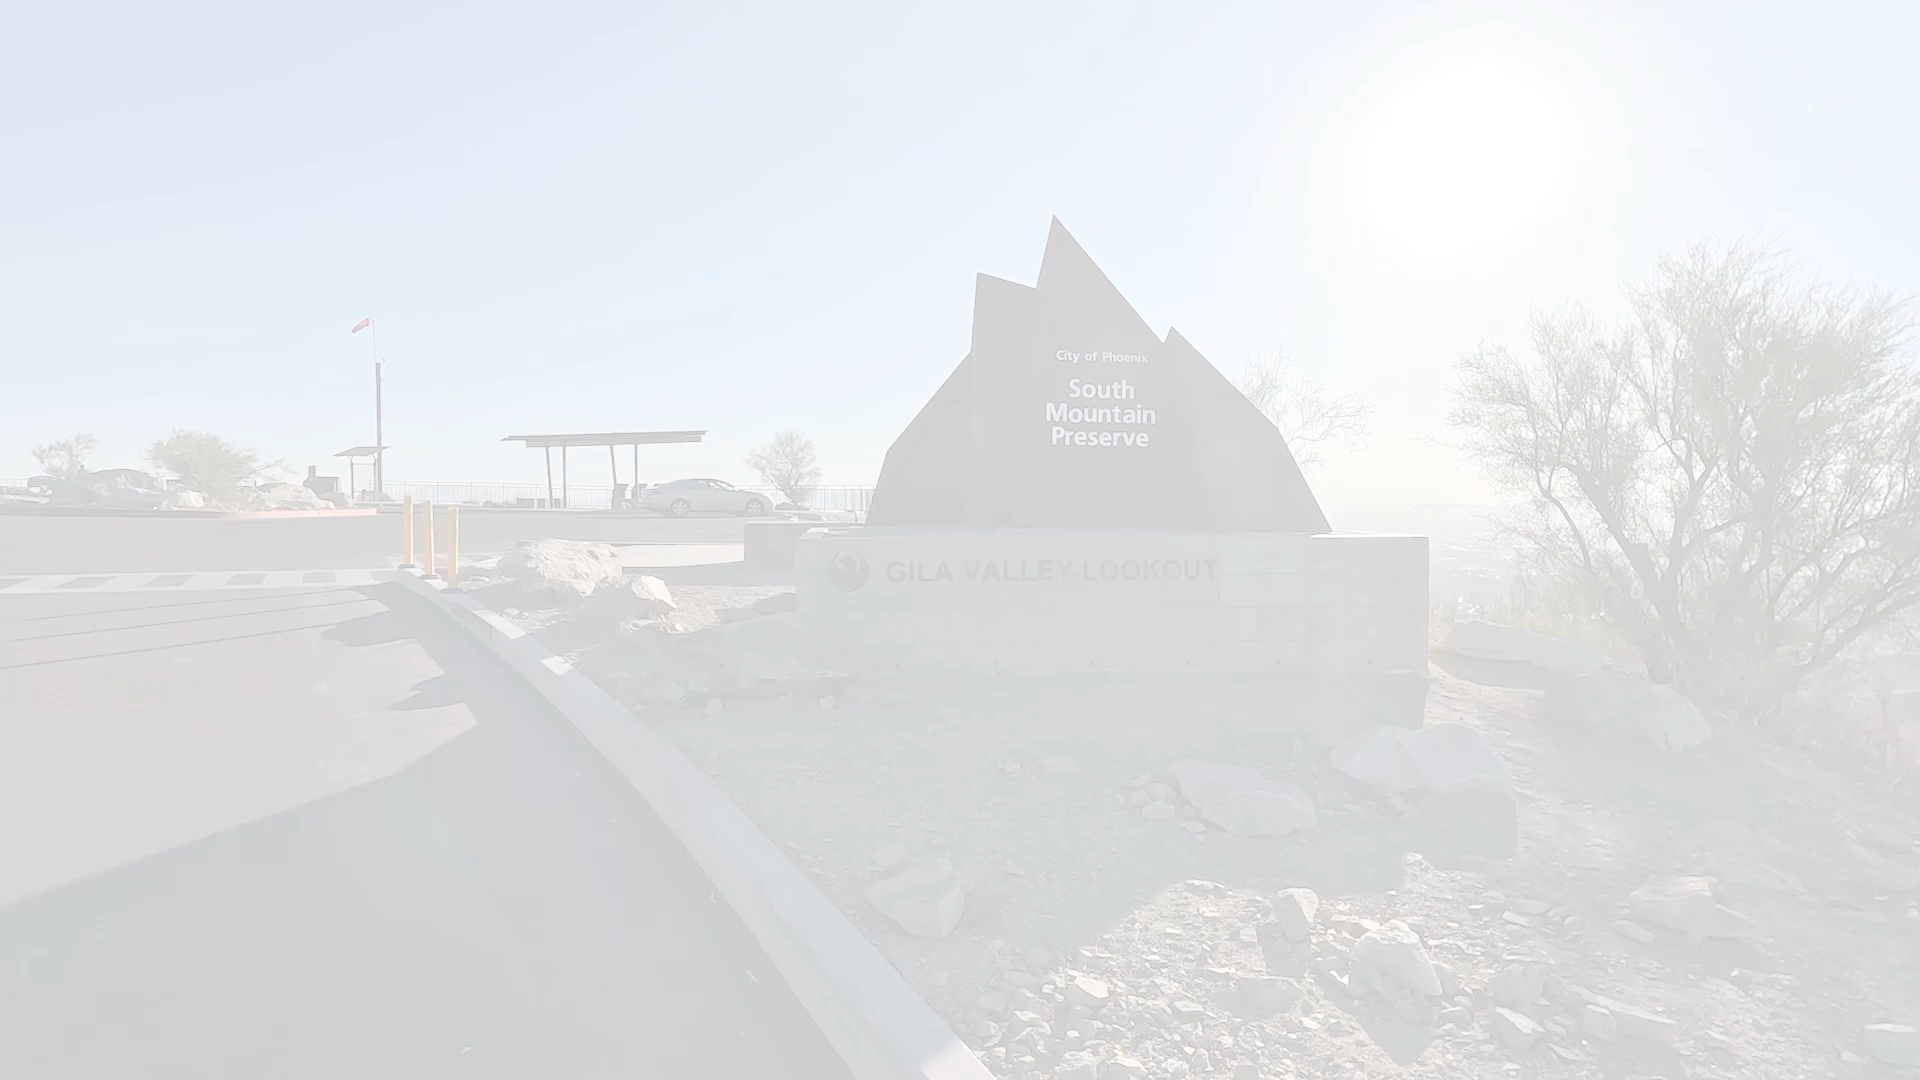 City of Phoenix
South
Mountain
Preserve
GILA VALLEY LOOKOUT